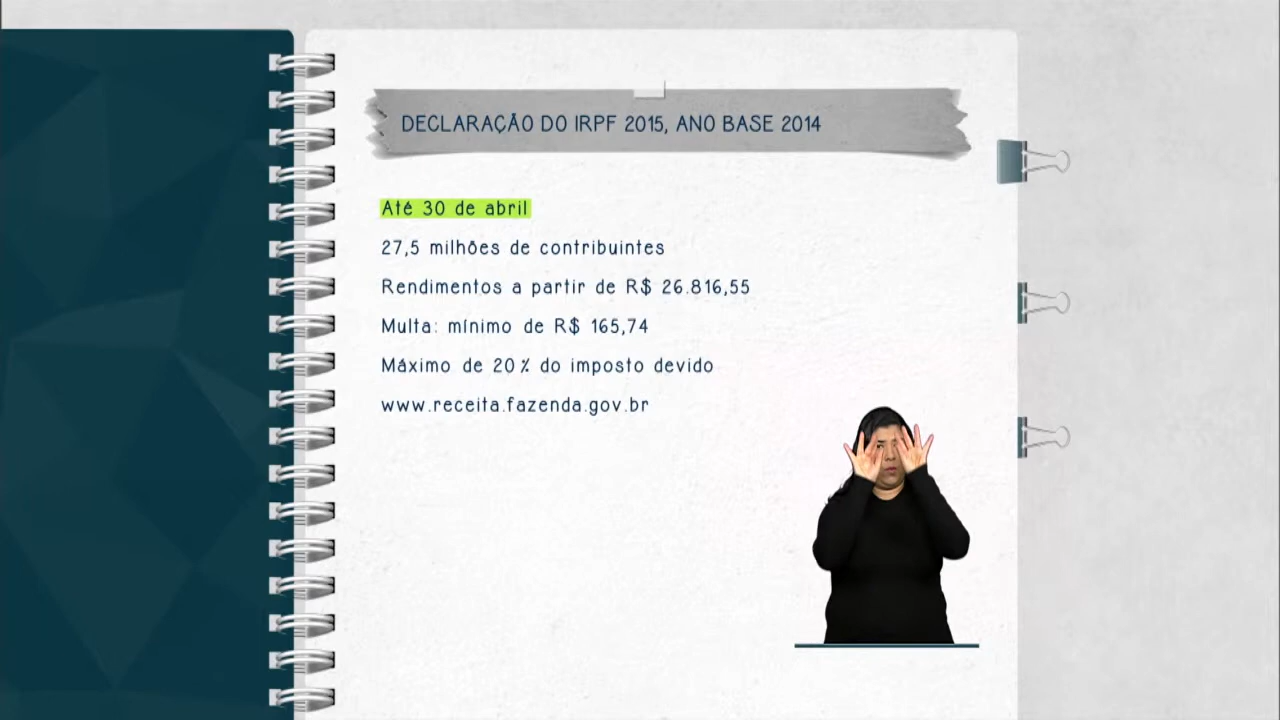 DECLARAÇÃO DO IRPF 2015, ANO BASE 2014
Até 30 de abril
27,5 milhões de contribuintes
Rendimentos a partir de R$ 26.816,55
Multa: mínimo de R$ 165,74
Máximo de 20% do imposto devido
www.receita.fazenda.gov.br